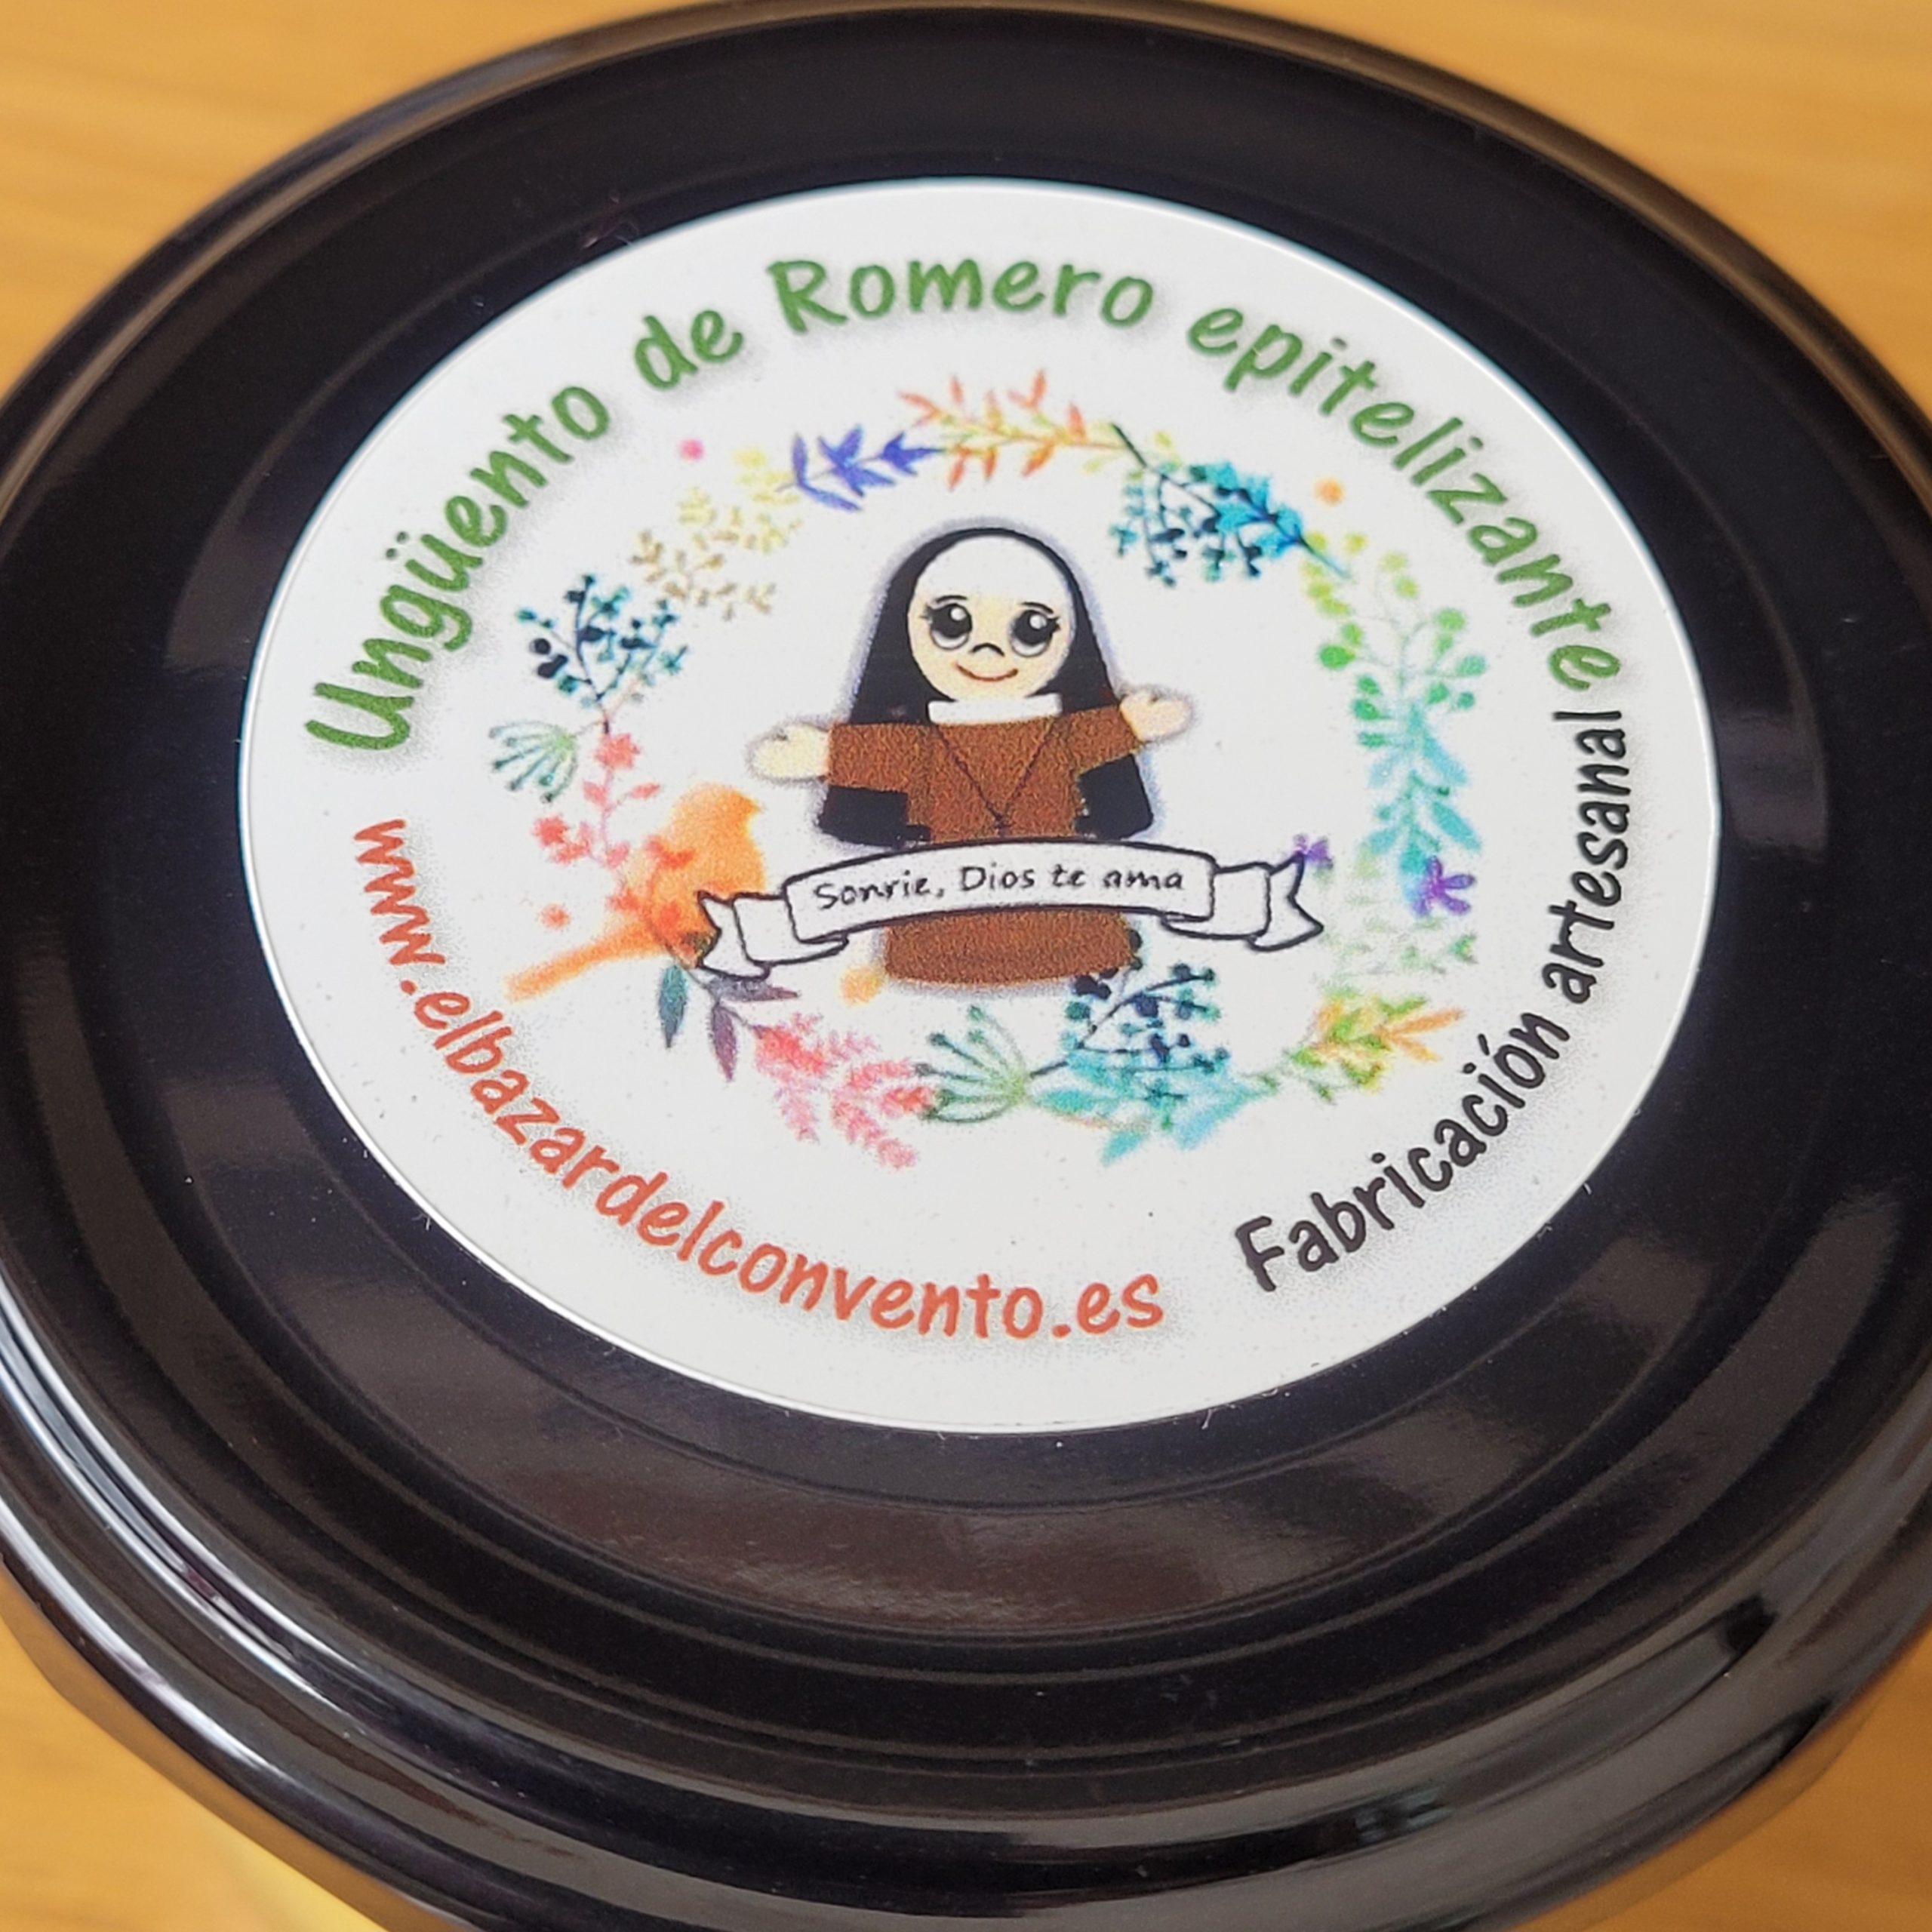 Ungüento de Romero epitelizante
Sonrie, Dios te ama
www.elbazardelconvento.es
Fabricación artesanal